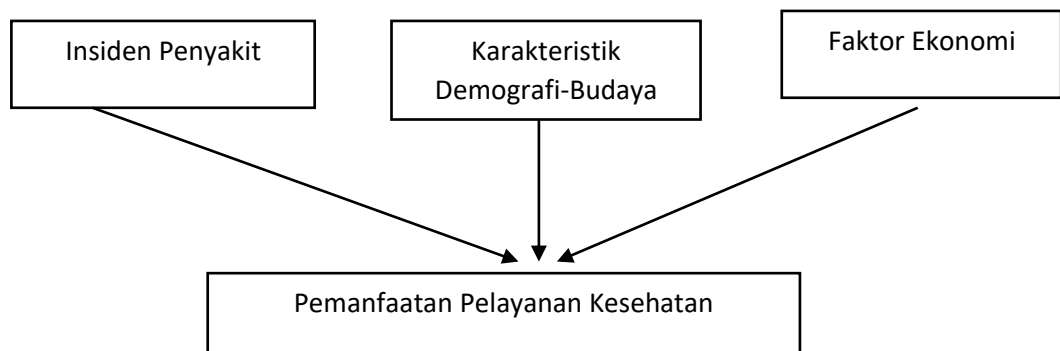 Insiden Penyakit
Karakteristik
Demografi-Budaya
Faktor Ekonomi
Pemanfaatan Pelayanan Kesehatan